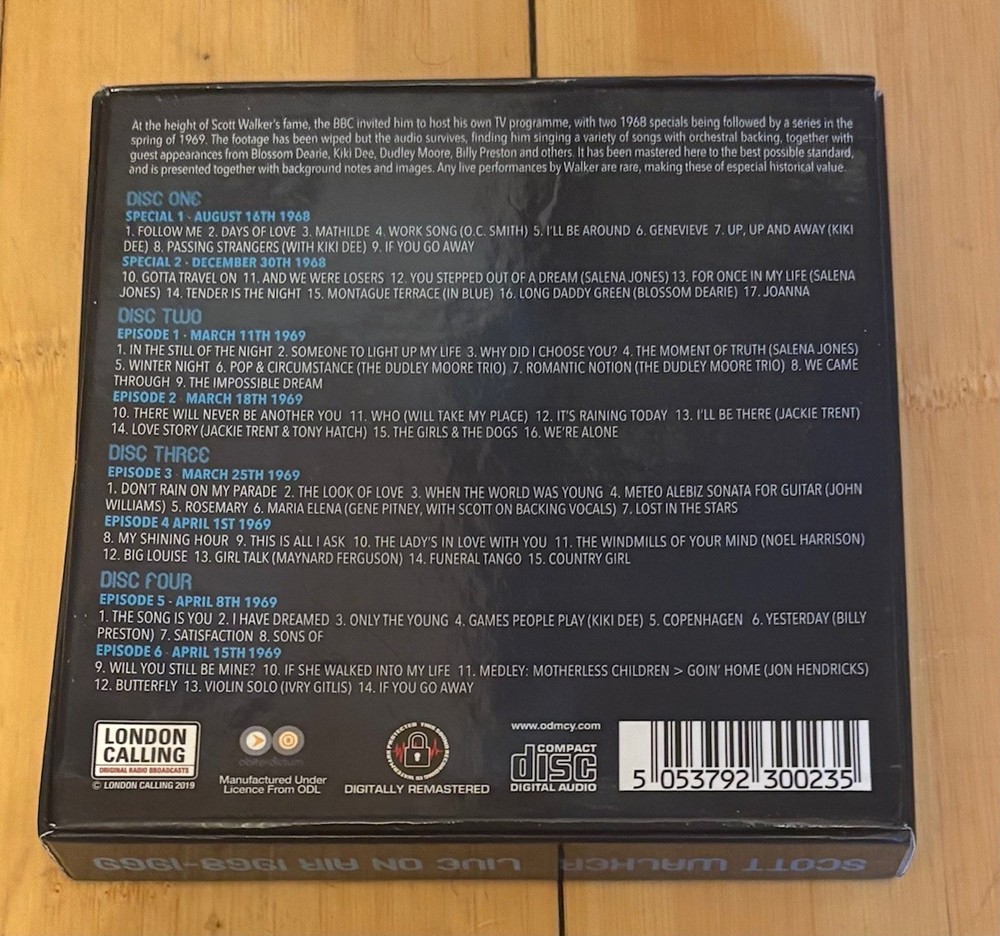 At the height of Scott Walker's fame, the BBC invited him to host his own TV programme, with two 1968 specials being followed by a series in the
spring of 1969. The footage has been wiped but the audio survives, finding him singing a variety of songs with orchestral backing, together with
guest appearances from Blossom Dearie, Kiki Dee, Dudley Moore, Billy Preston and others. It has been mastered here to the best possible standard,
and is presented together with background notes and images. Any live performances by Walker are rare, making these of especial historical value.
DISC ONE
SPECIAL 1 - AUGUST 16TH 1968
1. FOLLOW ME 2. DAYS OF LOVE 3. MATHILDE 4. WORK SONG (O.C. SMITH) 5. I'LL BE AROUND 6. GENEVIEVE 7. UP, UP AND AWAY (KIKI
DEE) 8. PASSING STRANGERS (WITH KIKI DEE) 9. IF YOU GO AWAY
SPECIAL 2 - DECEMBER 30TH 1968
10. GOTTA TRAVEL ON 11. AND WE WERE LOSERS 12. YOU STEPPED OUT OF A DREAM (SALENA JONES) 13. FOR ONCE IN MY LIFE (SALENA
JONES) 14. TENDER IS THE NIGHT 15. MONTAGUE TERRACE (IN BLUE) 16. LONG DADDY GREEN (BLOSSOM DEARIE) 17. JOANNA
DISC TWO
EPISODE 1 - MARCH 11TH 1969
1. IN THE STILL OF THE NIGHT 2. SOMEONE TO LIGHT UP MY LIFE 3. WHY DID I CHOOSE YOU? 4. THE MOMENT OF TRUTH (SALENA JONES)
5. WINTER NIGHT 6. POP & CIRCUMSTANCE (THE DUDLEY MOORE TRIO) 7. ROMANTIC NOTION (THE DUDLEY MOORE TRIO) 8. WE CAME
THROUGH 9. THE IMPOSSIBLE DREAM
EPISODE 2 - MARCH 18TH 1969
10. THERE WILL NEVER BE ANOTHER YOU 11. WHO (WILL TAKE MY PLACE) 12. IT'S RAINING TODAY 13. I'LL BE THERE (JACKIE TRENT)
14. LOVE STORY (JACKIE TRENT & TONY HATCH) 15. THE GIRLS & THE DOGS 16. WE'RE ALONE
DISC THREE
EPISODE 3 - MARCH 25TH 1969
1. DON'T RAIN ON MY PARADE 2. THE LOOK OF LOVE 3. WHEN THE WORLD WAS YOUNG 4. METEO ALEBIZ SONATA FOR GUITAR (JOHN
WILLIAMS) 5. ROSEMARY 6. MARIA ELENA (GENE PITNEY, WITH SCOTT ON BACKING VOCALS) 7. LOST IN THE STARS
EPISODE 4 APRIL 1ST 1969
8. MY SHINING HOUR 9. THIS IS ALL I ASK 10. THE LADY'S IN LOVE WITH YOU 11. THE WINDMILLS OF YOUR MIND (NOEL HARRISON)
12. BIG LOUISE 13. GIRL TALK (MAYNARD FERGUSON) 14. FUNERAL TANGO 15. COUNTRY GIRL
DISC FOUR
EPISODE 5 - APRIL 8TH 1969
1. THE SONG IS YOU 2. I HAVE DREAMED 3. ONLY THE YOUNG 4. GAMES PEOPLE PLAY (KIKI DEE) 5. COPENHAGEN 6. YESTERDAY (BILLY
PRESTON) 7. SATISFACTION 8. SONS OF
EPISODE 6 - APRIL 15TH 1969
9. WILL YOU STILL BE MINE? 10. IF SHE WALKED INTO MY LIFE 11. MEDLEY: MOTHERLESS CHILDREN > GOIN' HOME (JON HENDRICKS)
12. BUTTERFLY 13. VIOLIN SOLO (IVRY GITLIS) 14. IF YOU GO AWAY
LONDON
CALLING
ORIGINAL RADIO BROADCASTS
© LONDON CALLING 2019
obiterdictum
Manufactured Under
Licence From ODL
PROTECTED THIS
DIGITALLY REMASTERED
www.odmcy.com
COMPACT
disc
DIGITAL AUDIO
5 053792 300235
SCOTT WALKER LIVE ON AIR 1968-1969